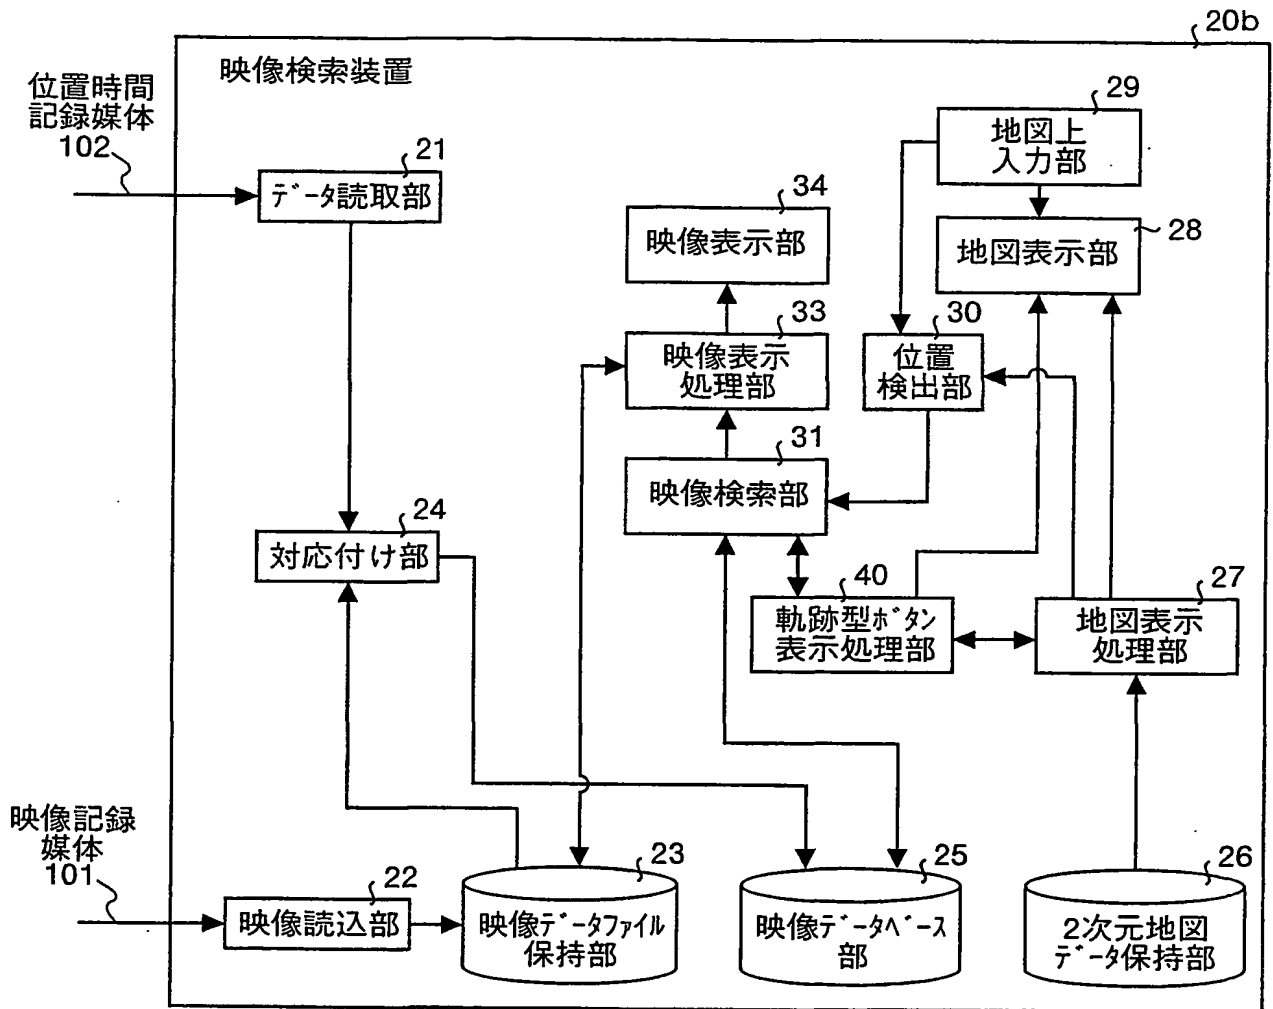 20b
映像検索装置
位置時間
記録媒体
102
21
データ読取部
29
地図上
入力部
34
映像表示部
28
地図表示部
33
映像表示
処理部
30
位置
検出部
31
映像検索部
24
対応付け部
40
軌跡型ボタン
表示処理部
27
地図表示
処理部
映像記録
媒体
101
22
映像読込部
23
映像データファイル
保持部
25
映像データベース
部
26
2次元地図
データ保持部